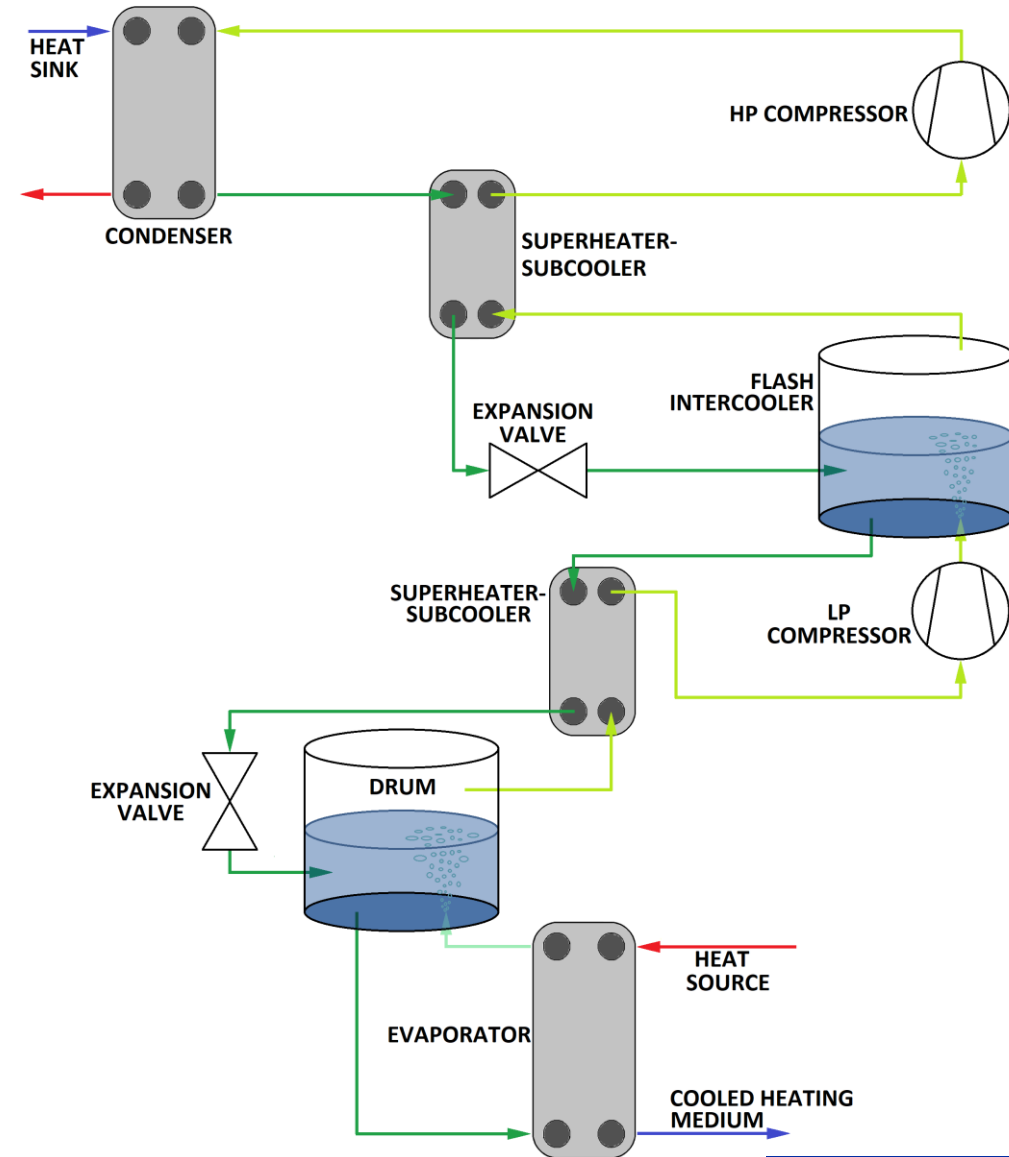 HEAT
SINK
HP COMPRESSOR
CONDENSER
SUPERHEATER-
SUBCOOLER
FLASH
INTERCOOLER
EXPANSION
VALVE
SUPERHEATER-
SUBCOOLER
LP
COMPRESSOR
DRUM
EXPANSION
VALVE
HEAT
SOURCE
EVAPORATOR
COOLED HEATING
MEDIUM